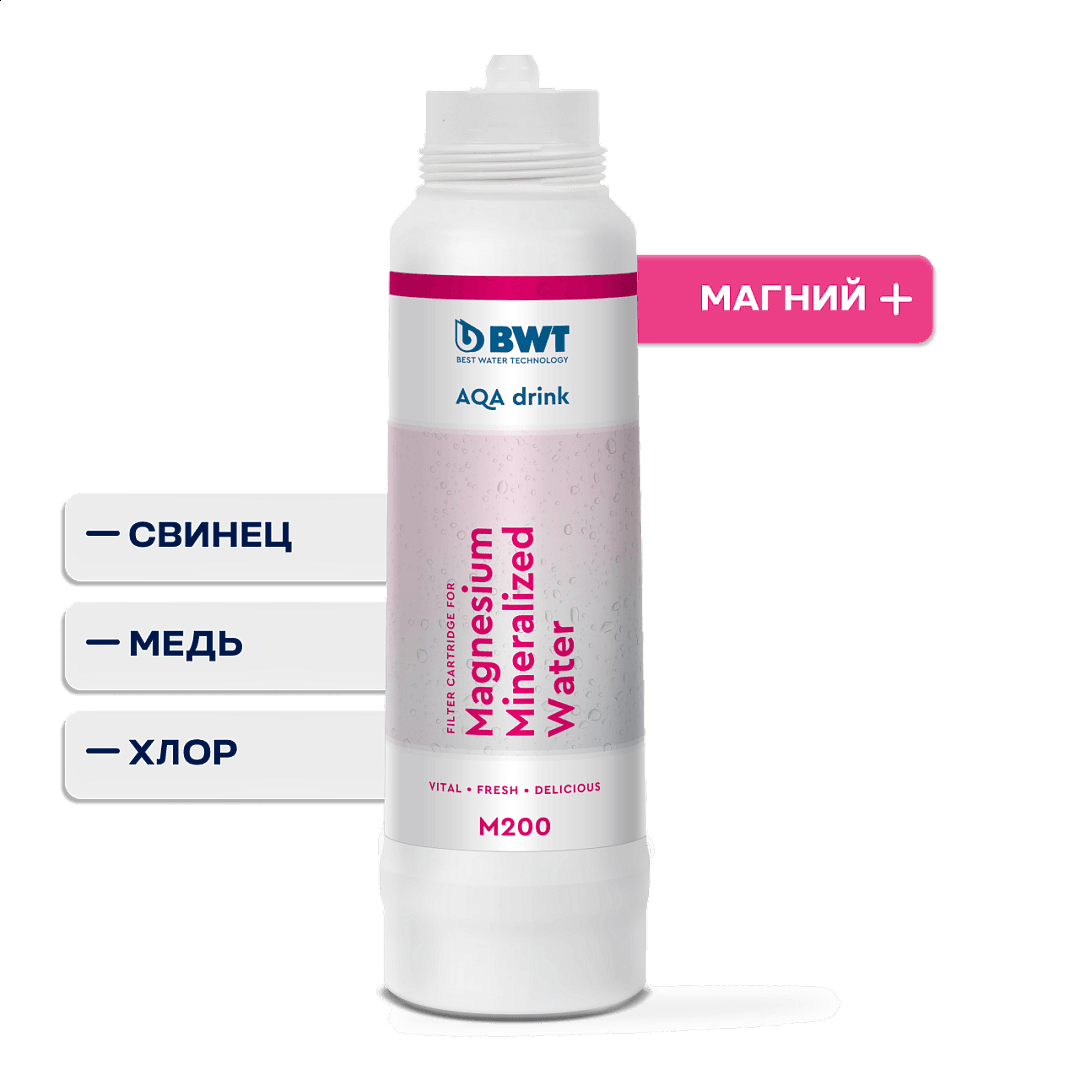 МАГНИЙ +
BWT
BEST WATER TECHNOLOGY
AQA drink
— СВИНЕЦ
— МЕДЬ
— ХЛОР
FILTER CARTRIDGE FOR
Magnesium
Mineralized
Water
VITAL • FRESH • DELICIOUS
M200